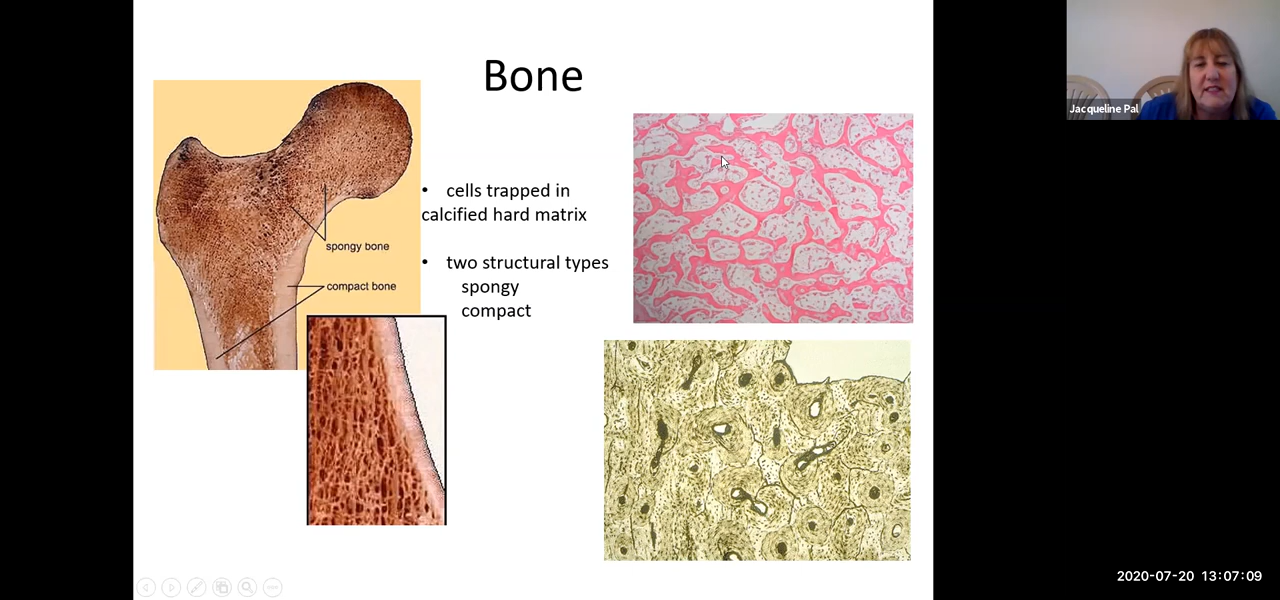 Bone
Jacqueline Pal
• cells trapped in
calcified hard matrix
spongy bone
• two structural types
spongy
compact bone
compact
2020-07-20 13:07:09